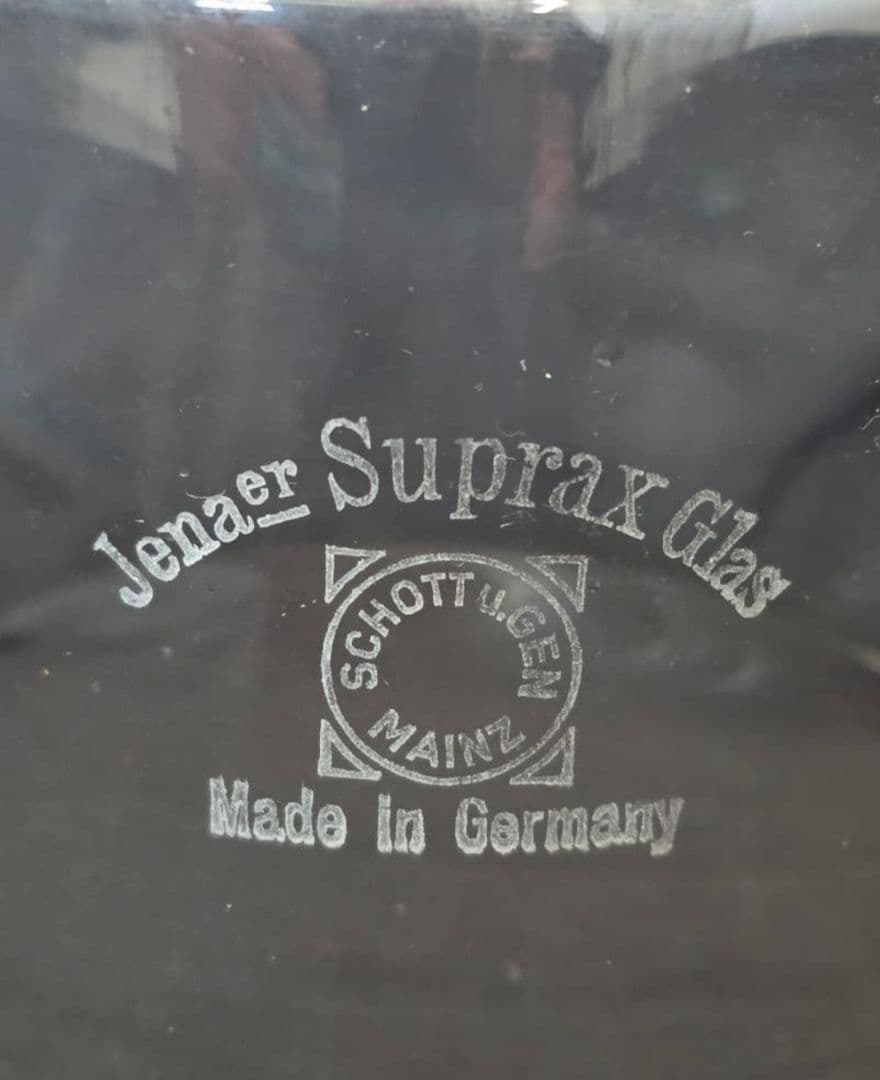 Jenaer Suprax Glas
SCHOTT u. GEN
MAINZ
Made in Germany